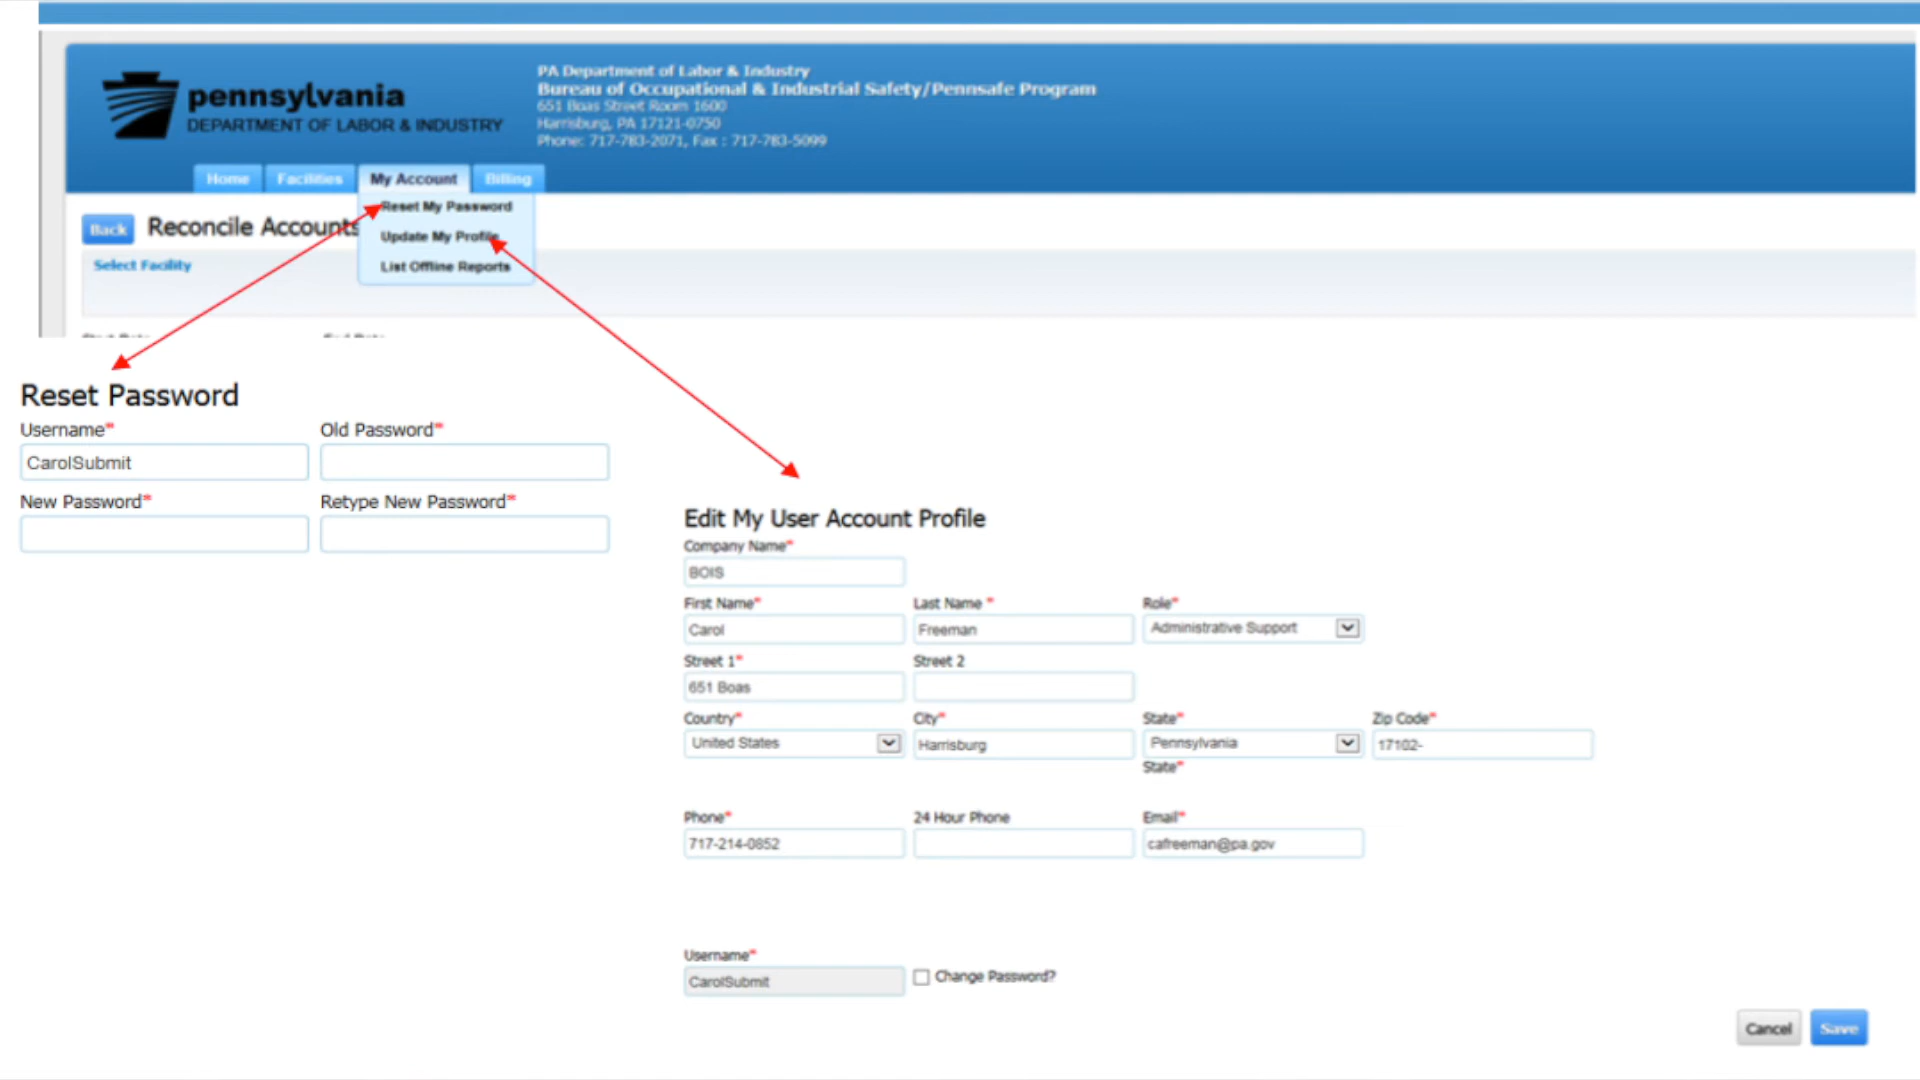 pennsylvania
DEPARTMENT OF LABOR & INDUSTRY
PA Department of Labor & Industry
Bureau of Occupational & Industrial Safety/Pennsafe Program
651 Boas Street Room 1600
Harrisburg, PA 17121-0750
Phone: 717-783-2071, Fax : 717-783-5099
Home Facilities My Account Billing
Reset My Password
Update My Profile
List Offline Reports
Back Reconcile Accounts
Select Facility
Start Date End Date
Reset Password
Username* Old Password*
CarolSubmit
New Password* Retype New Password*
Edit My User Account Profile
Company Name*
BOIS
First Name* Last Name * Role*
Carol Freeman Administrative Support
Street 1* Street 2
651 Boas
Country* City* State* Zip Code*
United States Harrisburg Pennsylvania 17102-
State*
Phone* 24 Hour Phone Email*
717-214-0852 cafreeman@pa.gov
Username*
CarolSubmit Change Password?
Cancel Save